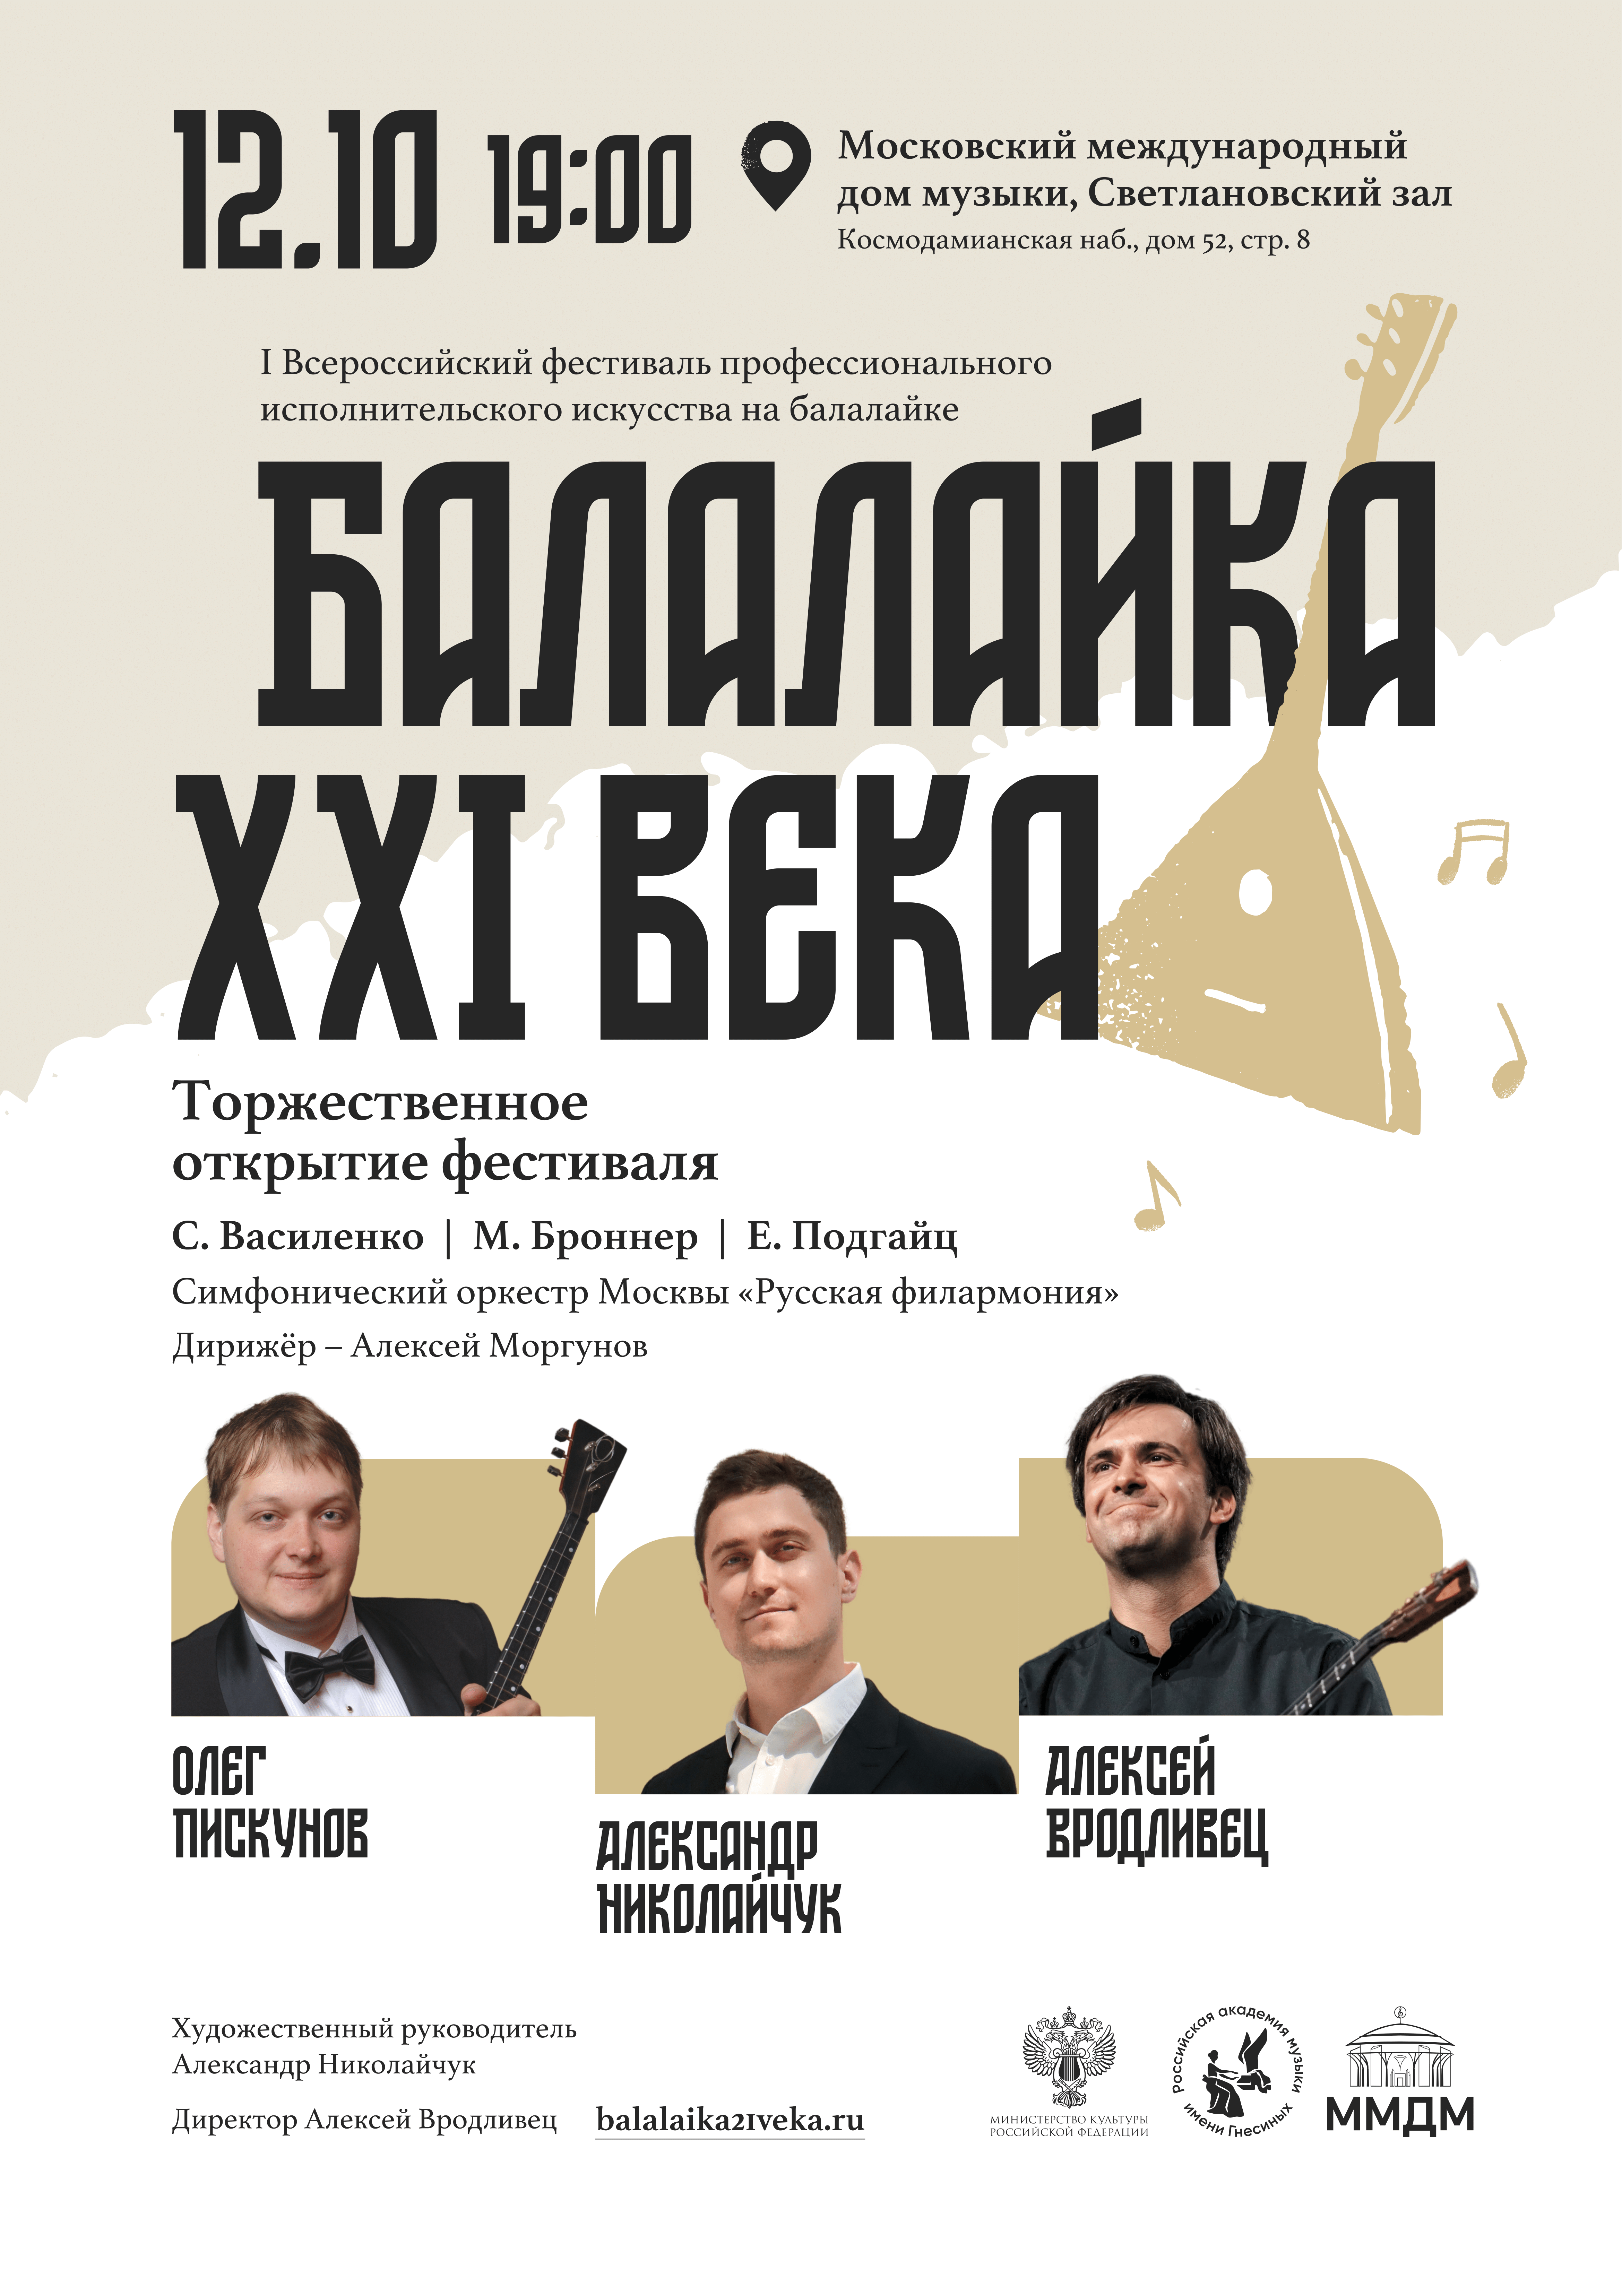 12.10
19:00
Московский международный
дом музыки, Светлановский зал
Космодамианская наб., дом 52, стр. 8
I Всероссийский фестиваль профессионального
исполнительского искусства на балалайке
БАЛАЛАЙКА
XXI ВЕКА
Торжественное
открытие фестиваля
С. Василенко | М. Броннер | Е. Подгайц
Симфонический оркестр Москвы «Русская филармония»
Дирижёр – Алексей Моргунов
ОЛЕГ
ПИСКУНОВ
АЛЕКСАНДР
НИКОЛАЙЧУК
АЛЕКСЕЙ
ВРОДЛИВЕЦ
Художественный руководитель
Александр Николайчук
Директор Алексей Вродливец
balalaika21veka.ru
МИНИСТЕРСТВО КУЛЬТУРЫ
РОССИЙСКОЙ ФЕДЕРАЦИИ
Российская академия музыки
имени Гнесиных
ММДМ